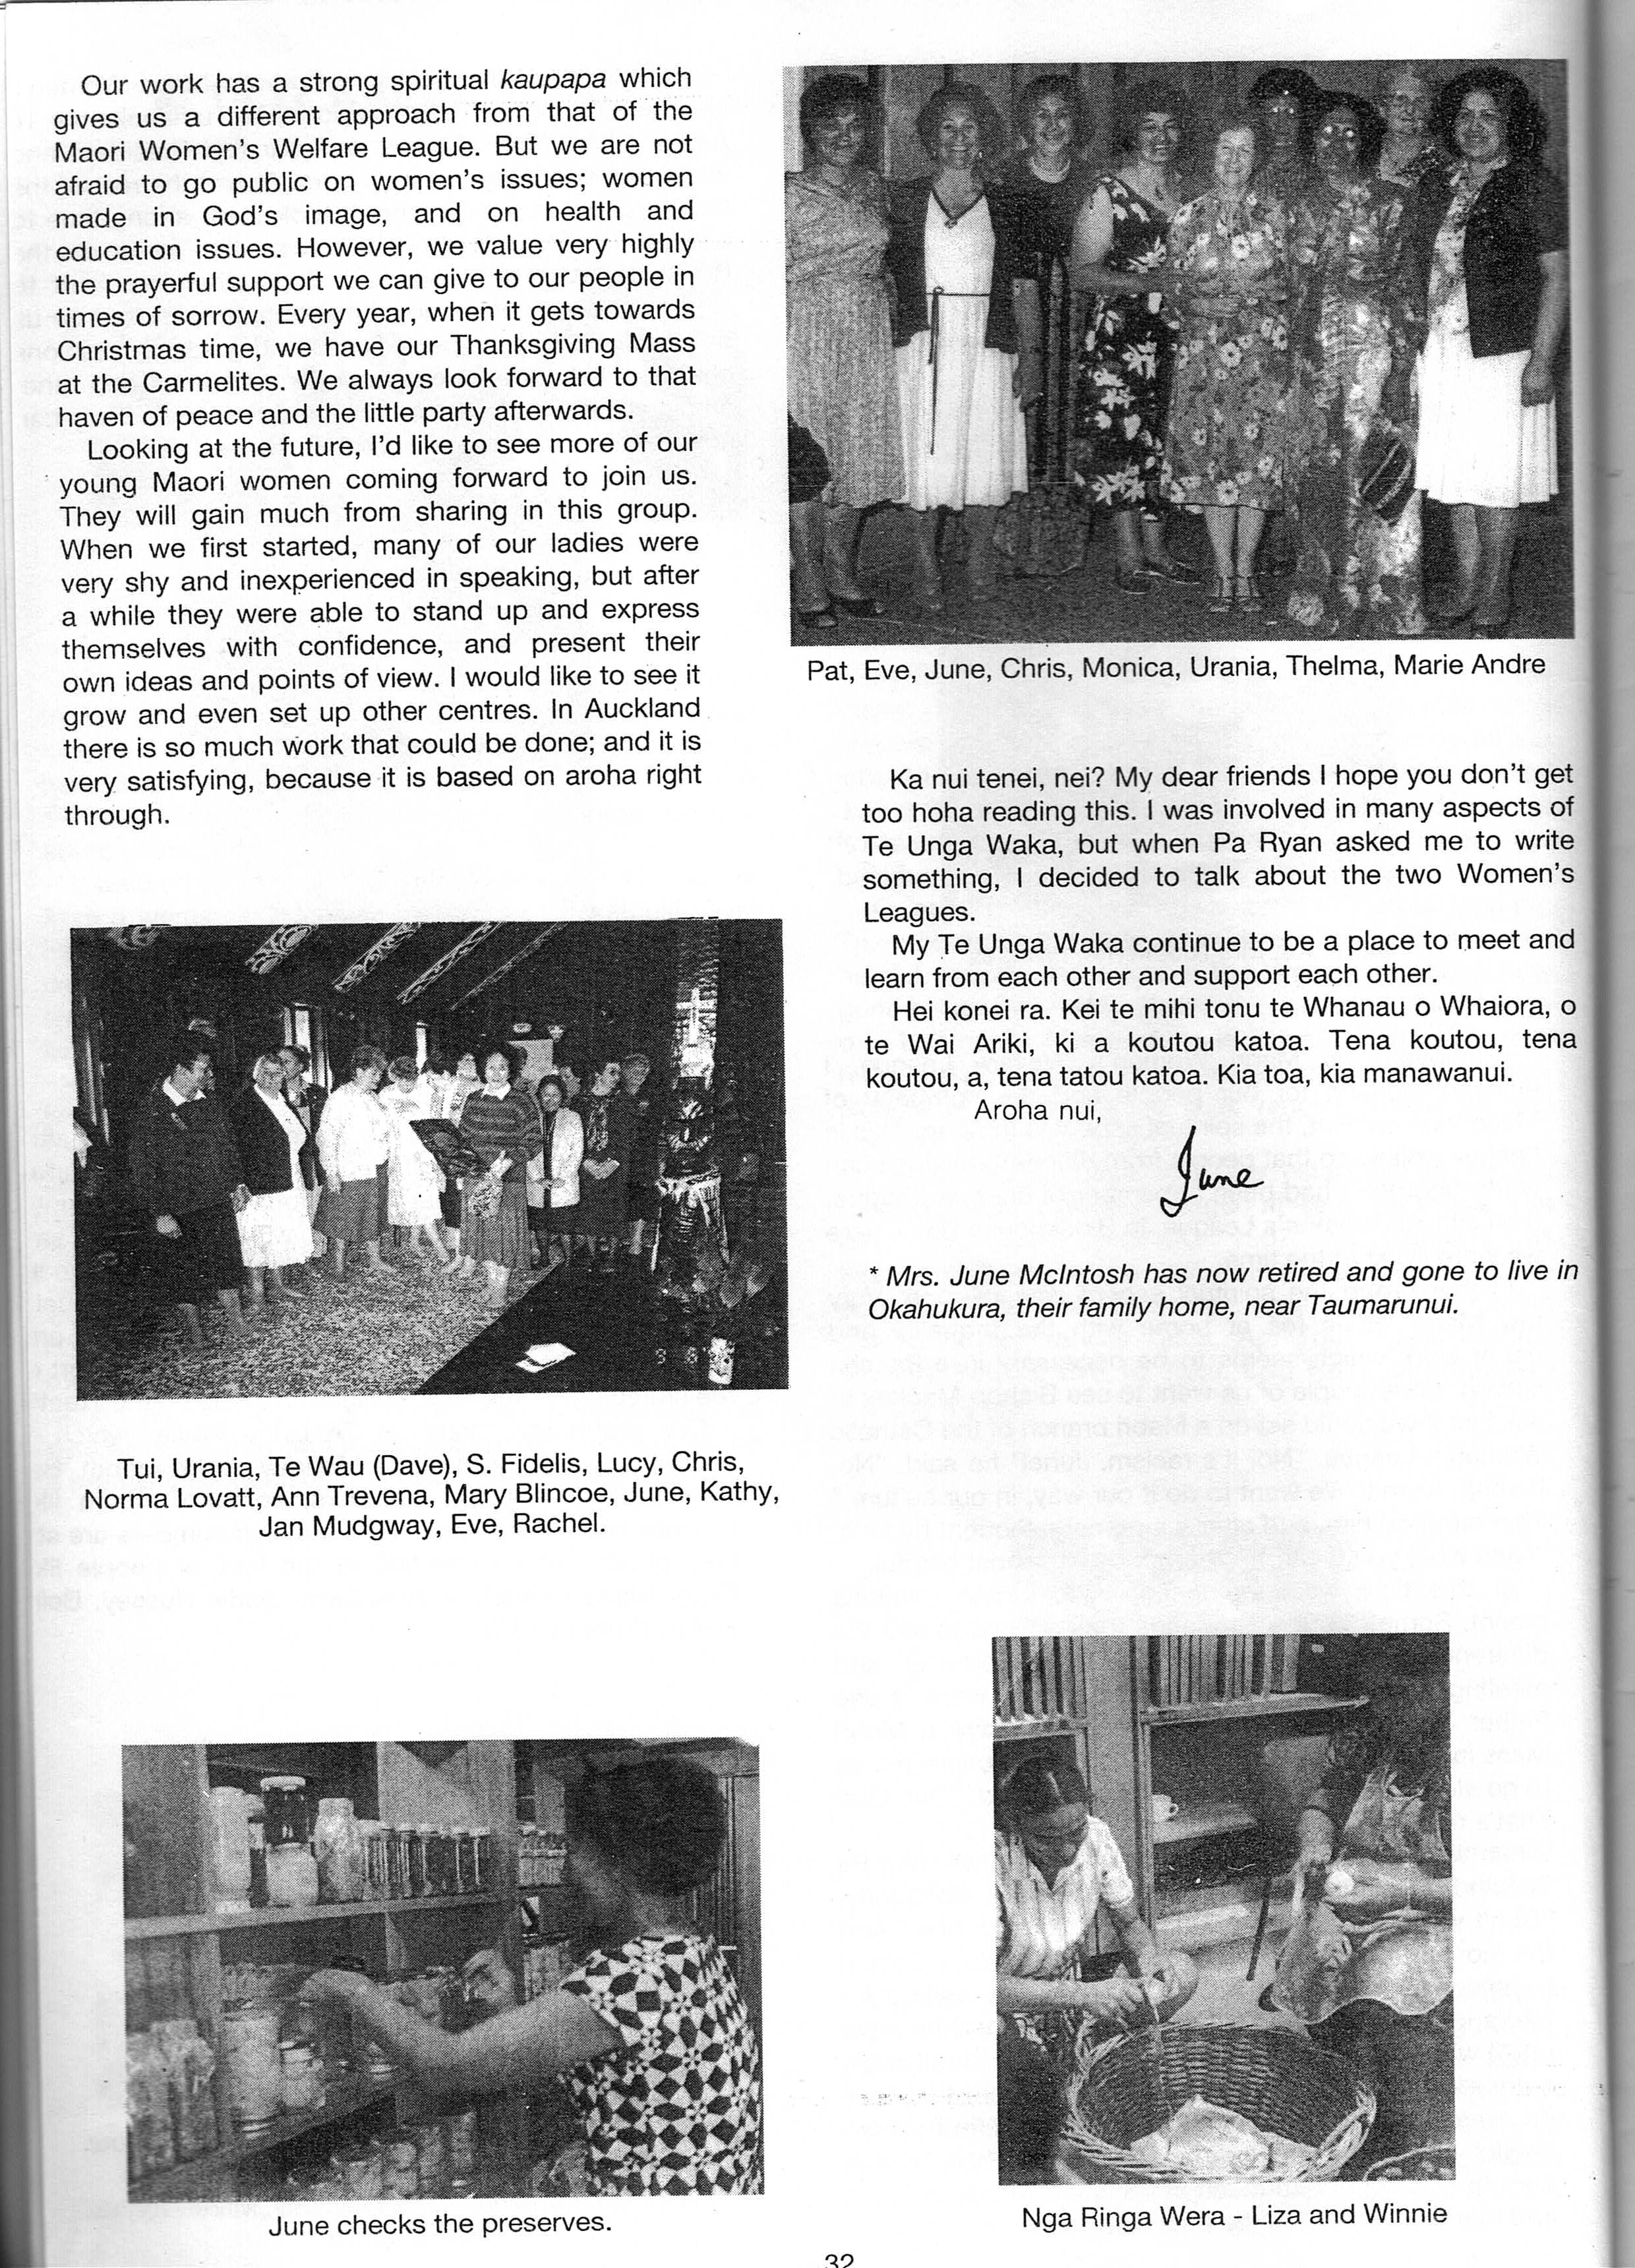 Our work has a strong spiritual kaupapa which
gives us a different approach from that of the
Maori Women's Welfare League. But we are not
afraid to go public on women's issues; women
made in God's image, and on health and
education issues. However, we value very highly
the prayerful support we can give to our people in
times of sorrow. Every year, when it gets towards
Christmas time, we have our Thanksgiving Mass
at the Carmelites. We always look forward to that
haven of peace and the little party afterwards.
Looking at the future, I'd like to see more of our
young Maori women coming forward to join us.
They will gain much from sharing in this group.
When we first started, many of our ladies were
very shy and inexperienced in speaking, but after
a while they were able to stand up and express
themselves with confidence, and present their
own ideas and points of view. I would like to see it
grow and even set up other centres. In Auckland
there is so much work that could be done; and it is
very satisfying, because it is based on aroha right
through.
Tui, Urania, Te Wau (Dave), S. Fidelis, Lucy, Chris,
Norma Lovatt, Ann Trevena, Mary Blincoe, June, Kathy,
Jan Mudgway, Eve, Rachel.
June checks the preserves.
Pat, Eve, June, Chris, Monica, Urania, Thelma, Marie Andre
Ka nui tenei, nei? My dear friends I hope you don't get
too hoha reading this. I was involved in many aspects of
Te Unga Waka, but when Pa Ryan asked me to write
something, I decided to talk about the two Women's
Leagues.
My Te Unga Waka continue to be a place to meet and
learn from each other and support each other.
Hei konei ra. Kei te mihi tonu te Whanau o Whaiora, o
te Wai Ariki, ki a koutou katoa. Tena koutou, tena
koutou, a, tena tatou katoa. Kia toa, kia manawanui.
Aroha nui,
June
* Mrs. June McIntosh has now retired and gone to live in
Okahukura, their family home, near Taumarunui.
Nga Ringa Wera - Liza and Winnie
32